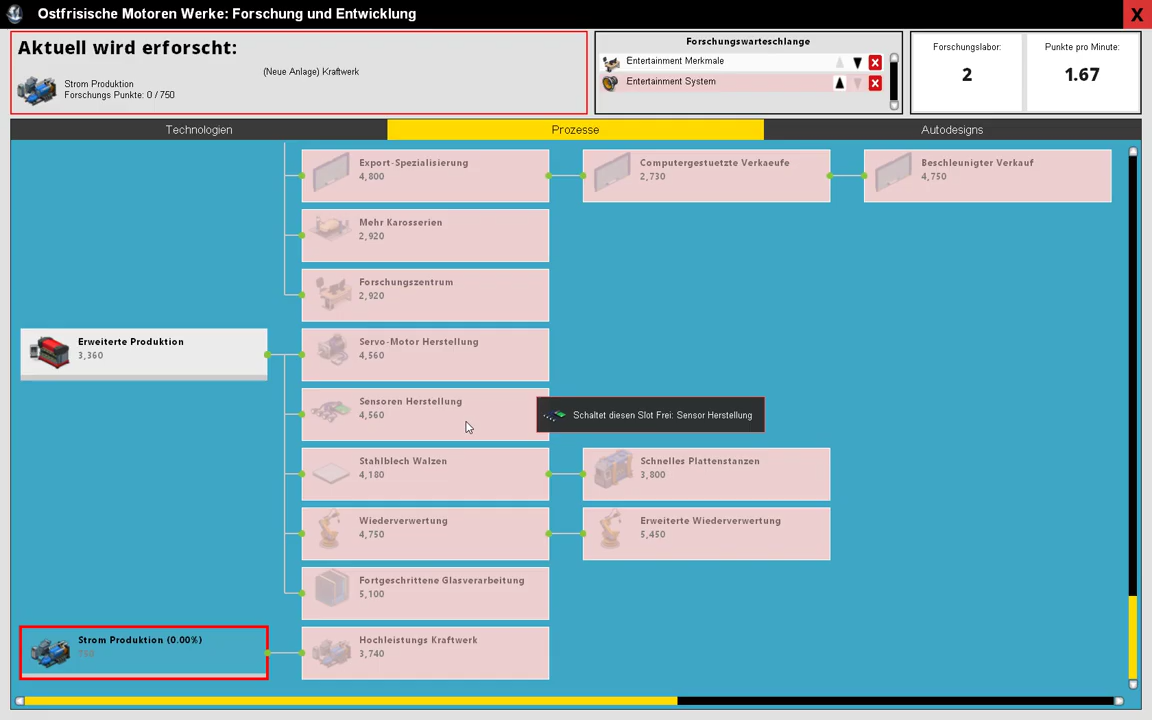 Ostfrisische Motoren Werke: Forschung und Entwicklung
X
Aktuell wird erforscht:
(Neue Anlage) Kraftwerk
Strom Produktion
Forschungs Punkte: 0 / 750
Forschungswarteschlange
Entertainment Merkmale
Entertainment System
Forschungslabor:
2
Punkte pro Minute:
1.67
Technologien
Prozesse
Autodesigns
Export-Spezialisierung
4,800
Computergestuetzte Verkaeufe
2,730
Beschleunigter Verkauf
4,750
Mehr Karosserien
2,920
Forschungszentrum
2,920
Erweiterte Produktion
3,360
Servo-Motor Herstellung
4,560
Sensoren Herstellung
4,560
Schaltet diesen Slot Frei: Sensor Herstellung
Stahlblech Walzen
4,180
Schnelles Plattenstanzen
3,800
Wiederverwertung
4,750
Erweiterte Wiederverwertung
5,450
Fortgeschrittene Glasverarbeitung
5,100
Strom Produktion (0.00%)
750
Hochleistungs Kraftwerk
3,740